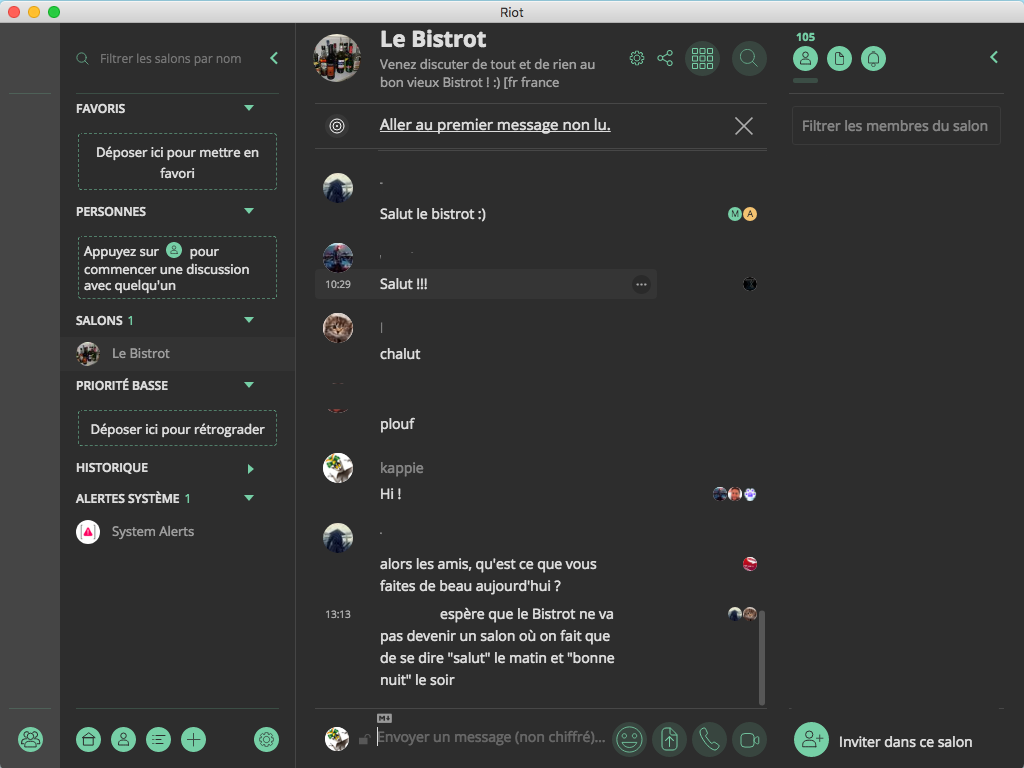 Riot
Filtrer les salons par nom
FAVORIS
Déposer ici pour mettre en
favori
PERSONNES
Appuyez sur pour
commencer une discussion
avec quelqu'un
SALONS 1
Le Bistrot
PRIORITÉ BASSE
Déposer ici pour rétrograder
HISTORIQUE
ALERTES SYSTÈME 1
System Alerts
Le Bistrot
Venez discuter de tout et de rien au
bon vieux Bistrot ! :) [fr france
Aller au premier message non lu.
Salut le bistrot :)
M A
10:29 Salut !!!
chalut
plouf
kappie
Hi !
alors les amis, qu'est ce que vous
faites de beau aujourd'hui ?
13:13 espère que le Bistrot ne va
pas devenir un salon où on fait que
de se dire "salut" le matin et "bonne
nuit" le soir
M
Envoyer un message (non chiffré)...
105
Filtrer les membres du salon
Inviter dans ce salon